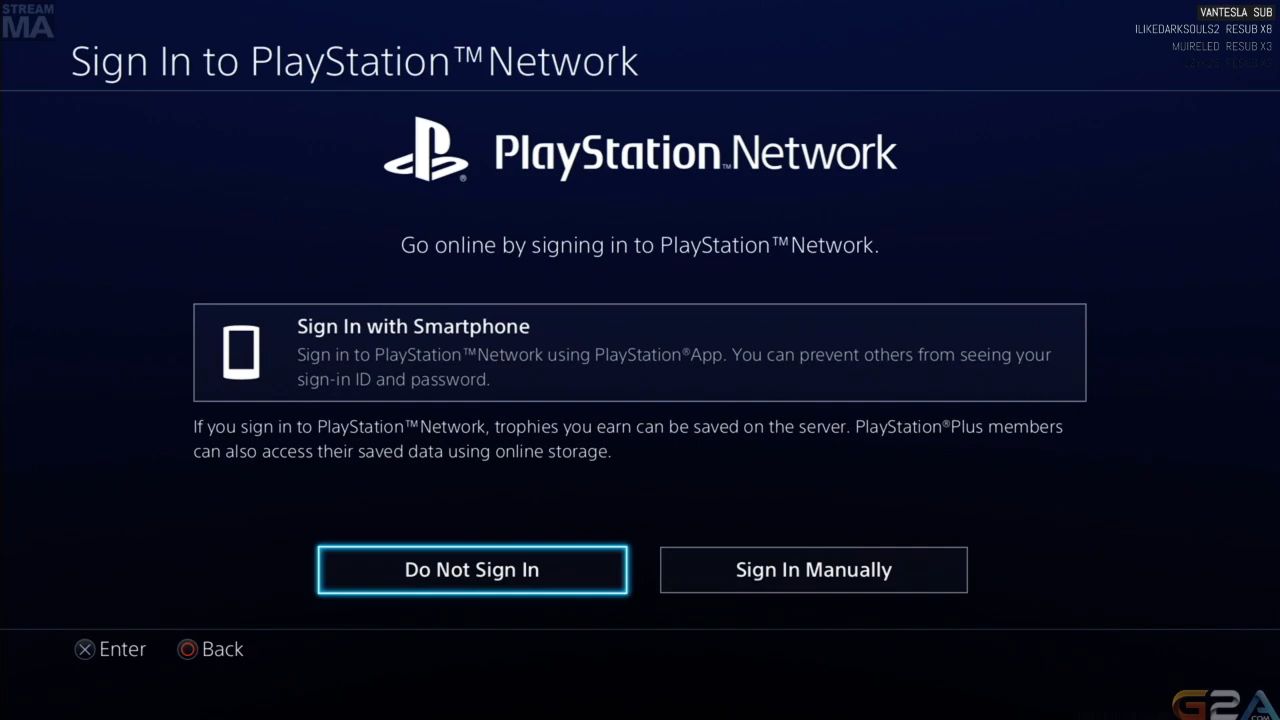 STREAM
MA
VANTESLA SUB
ILIKEDARKSOULS2 RESUB X8
MUIRELED RESUB X3
Sign In to PlayStation™Network
PlayStation™Network
Go online by signing in to PlayStation™Network.
Sign In with Smartphone
Sign in to PlayStation™Network using PlayStation®App. You can prevent others from seeing your
sign-in ID and password.
If you sign in to PlayStation™Network, trophies you earn can be saved on the server. PlayStation®Plus members
can also access their saved data using online storage.
Do Not Sign In
Sign In Manually
Enter
Back
G2A
.COM